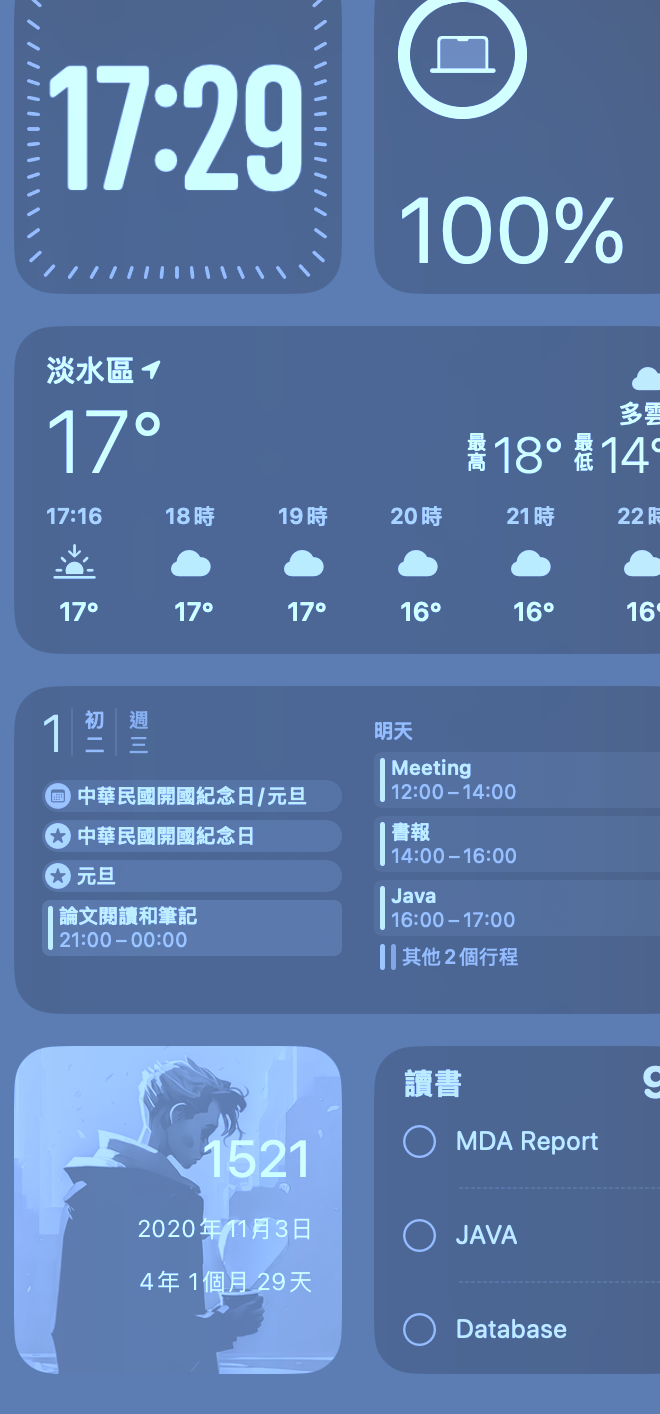 17:29
100%
淡水區
多雲
17°
最高 18° 最低 14°
17:16 18時 19時 20時 21時 22時
17° 17° 17° 16° 16° 16°
1 初二 週三
中華民國開國紀念日/元旦
中華民國開國紀念日
元旦
論文閱讀和筆記
21:00 – 00:00
明天
Meeting
12:00 – 14:00
書報
14:00 – 16:00
Java
16:00 – 17:00
其他 2 個行程
1521
2020年11月3日
4年 1個月 29天
讀書 9
MDA Report
JAVA
Database